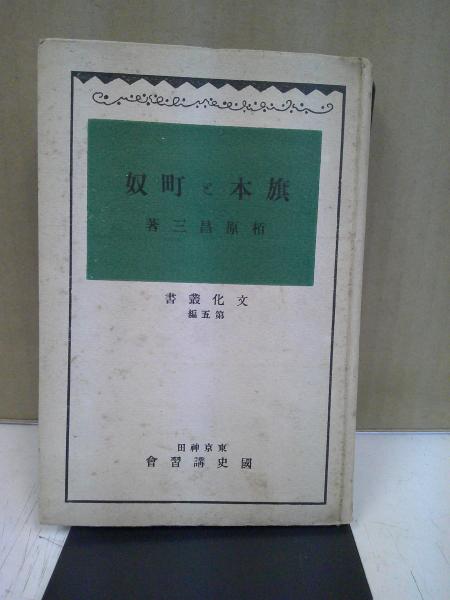 旗本と町奴
栢原昌三著
文化叢書
第五編
東京神田
國史講習會